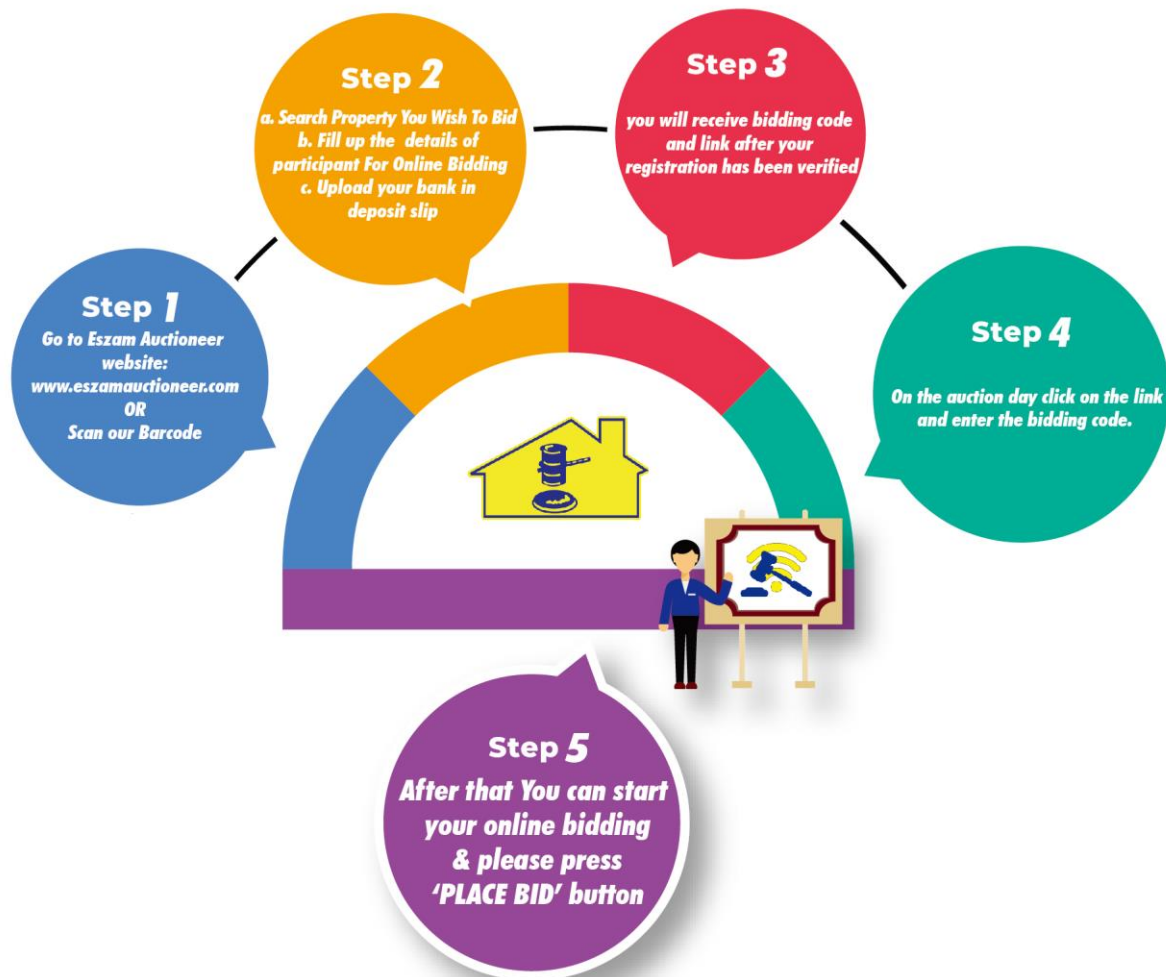 Step 1
Go to Eszam Auctioneer
website:
www.eszamauctioneer.com
OR
Scan our Barcode
Step 2
a. Search Property You Wish To Bid
b. Fill up the details of
participant For Online Bidding
c. Upload your bank in
deposit slip
Step 3
you will receive bidding code
and link after your
registration has been verified
Step 4
On the auction day click on the link
and enter the bidding code.
Step 5
After that You can start
your online bidding
& please press
‘PLACE BID’ button